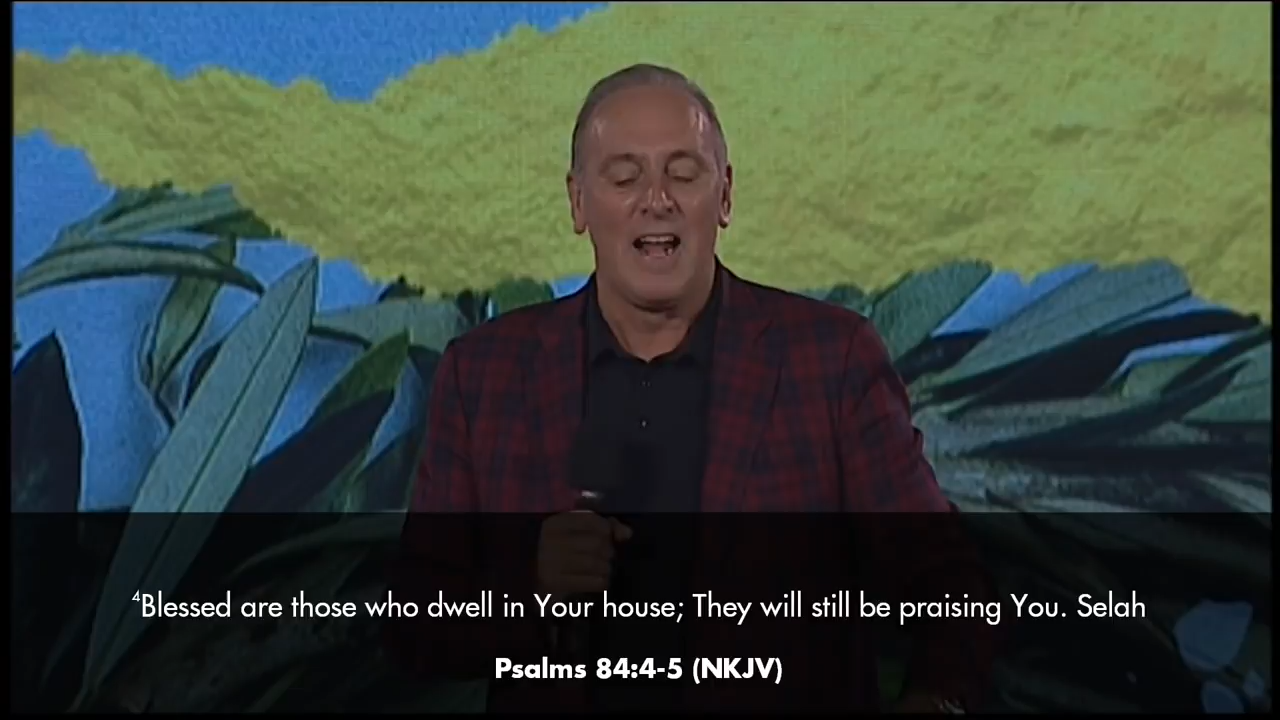 ⁴Blessed are those who dwell in Your house; They will still be praising You. Selah
Psalms 84:4-5 (NKJV)